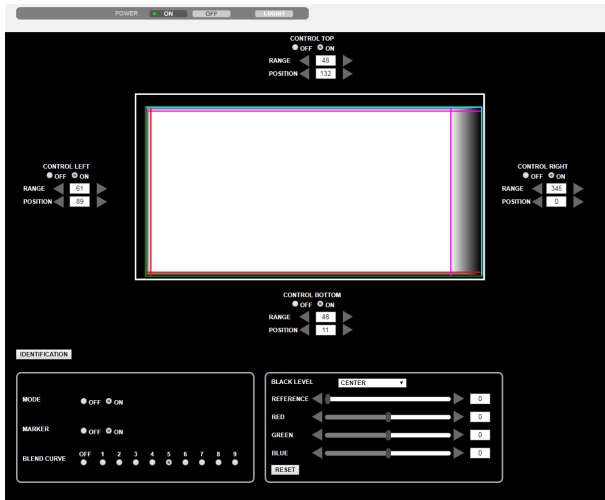 POWER ON OFF LOGOFF
CONTROL TOP
OFF ON
RANGE 48
POSITION 132
CONTROL LEFT
OFF ON
RANGE 61
POSITION 89
CONTROL RIGHT
OFF ON
RANGE 345
POSITION 0
CONTROL BOTTOM
OFF ON
RANGE 48
POSITION 11
IDENTIFICATION
MODE OFF ON
MARKER OFF ON
BLEND CURVE OFF 1 2 3 4 5 6 7 8 9
BLACK LEVEL CENTER
REFERENCE 0
RED 0
GREEN 0
BLUE 0
RESET